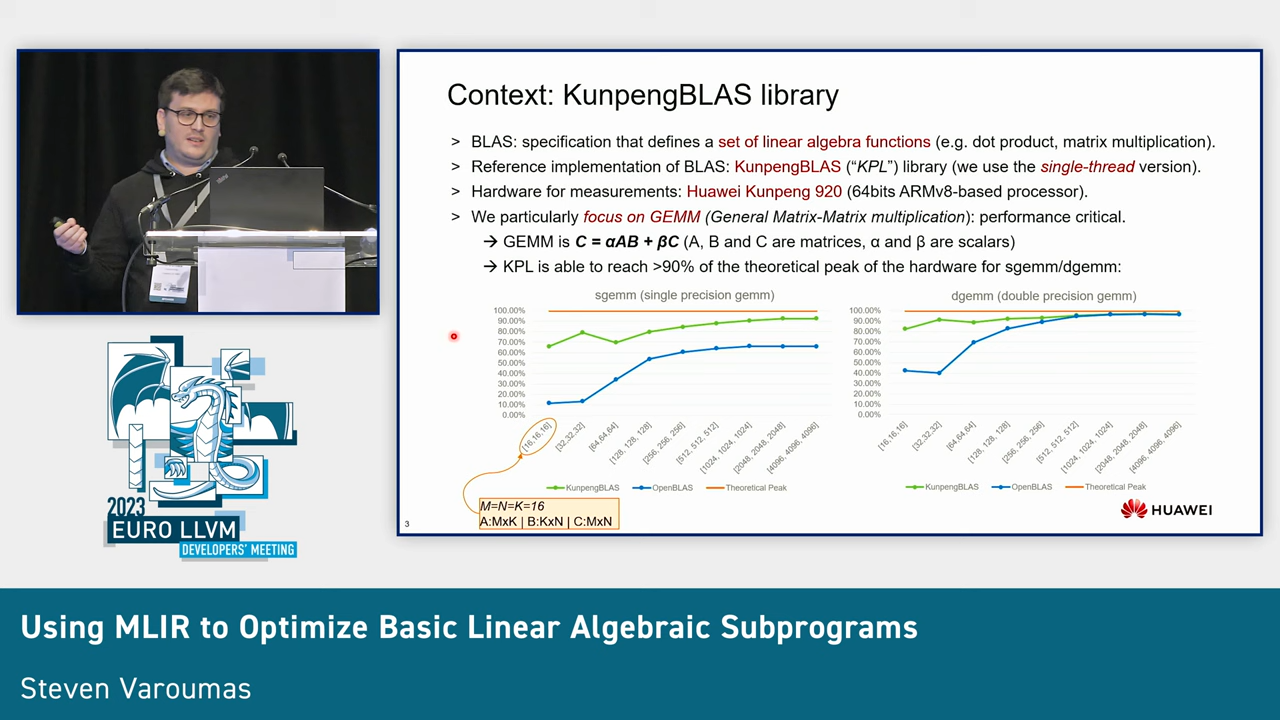 Context: KunpengBLAS library
> BLAS: specification that defines a set of linear algebra functions (e.g. dot product, matrix multiplication).
> Reference implementation of BLAS: KunpengBLAS (“KPL”) library (we use the single-thread version).
> Hardware for measurements: Huawei Kunpeng 920 (64bits ARMv8-based processor).
> We particularly focus on GEMM (General Matrix-Matrix multiplication): performance critical.
→ GEMM is C = αAB + βC (A, B and C are matrices, α and β are scalars)
→ KPL is able to reach >90% of the theoretical peak of the hardware for sgemm/dgemm:
sgemm (single precision gemm)
100.00%
90.00%
80.00%
70.00%
60.00%
50.00%
40.00%
30.00%
20.00%
10.00%
0.00%
[16,16,16]
[32,32,32]
[64,64,64]
[128, 128, 128]
[256, 256, 256]
[512, 512, 512]
[1024, 1024, 1024]
[2048, 2048, 2048]
[4096, 4096, 4096]
KunpengBLAS OpenBLAS Theoretical Peak
dgemm (double precision gemm)
100.00%
90.00%
80.00%
70.00%
60.00%
50.00%
40.00%
30.00%
20.00%
10.00%
0.00%
[16,16,16]
[32,32,32]
[64,64,64]
[128, 128, 128]
[256, 256, 256]
[512, 512, 512]
[1024, 1024, 1024]
[2048, 2048, 2048]
[4096, 4096, 4096]
KunpengBLAS OpenBLAS Theoretical Peak
M=N=K=16
A:MxK | B:KxN | C:MxN
3
HUAWEI
2023
EURO LLVM
DEVELOPERS' MEETING
Using MLIR to Optimize Basic Linear Algebraic Subprograms
Steven Varoumas